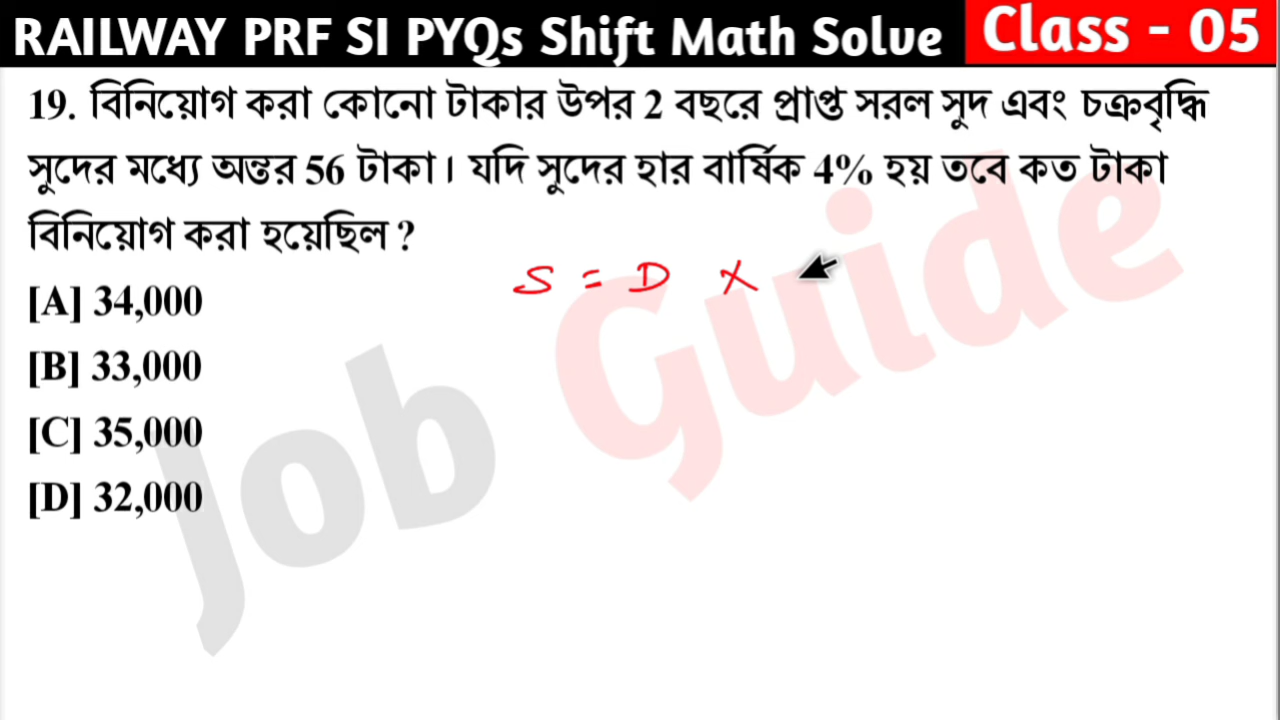 RAILWAY PRF SI PYQs Shift Math Solve Class - 05
19. বিনিয়োগ করা কোনো টাকার উপর 2 বছরে প্রাপ্ত সরল সুদ এবং চক্রবৃদ্ধি
সুদের মধ্যে অন্তর 56 টাকা। যদি সুদের হার বার্ষিক 4% হয় তবে কত টাকা
বিনিয়োগ করা হয়েছিল ?
S = D ×
[A] 34,000
[B] 33,000
[C] 35,000
[D] 32,000
Job Guide